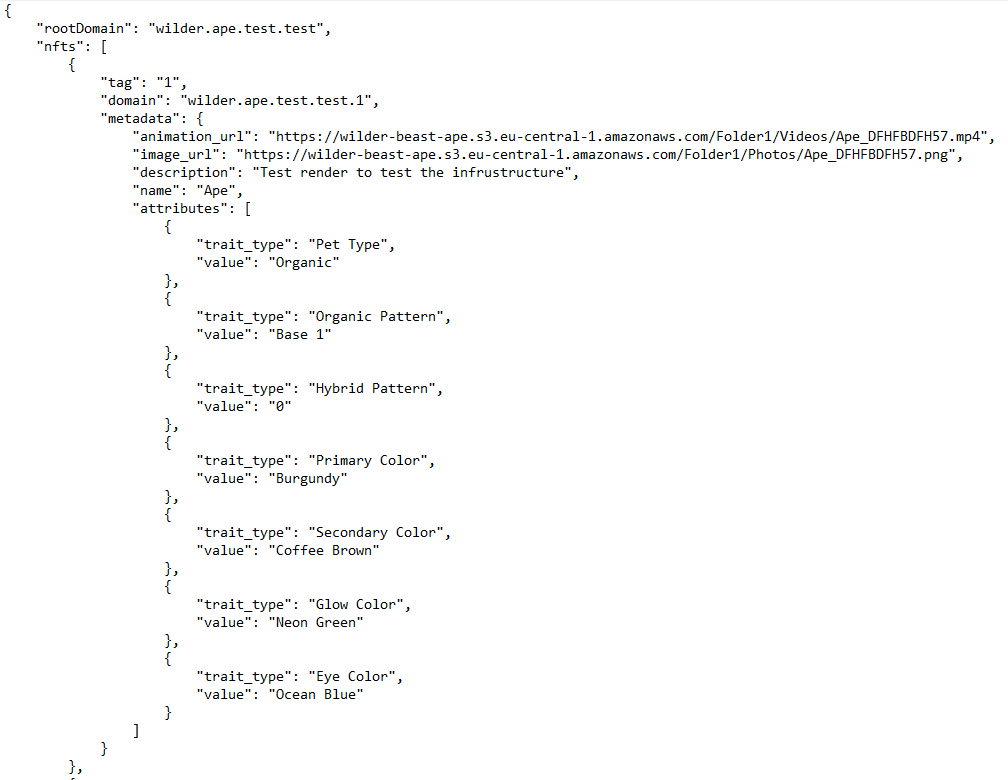 {
    "rootDomain": "wilder.ape.test.test",
    "nfts": [
        {
            "tag": "1",
            "domain": "wilder.ape.test.test.1",
            "metadata": {
                "animation_url": "https://wilder-beast-ape.s3.eu-central-1.amazonaws.com/Folder1/Videos/Ape_DFHFBDFH57.mp4",
                "image_url": "https://wilder-beast-ape.s3.eu-central-1.amazonaws.com/Folder1/Photos/Ape_DFHFBDFH57.png",
                "description": "Test render to test the infrustructure",
                "name": "Ape",
                "attributes": [
                    {
                        "trait_type": "Pet Type",
                        "value": "Organic"
                    },
                    {
                        "trait_type": "Organic Pattern",
                        "value": "Base 1"
                    },
                    {
                        "trait_type": "Hybrid Pattern",
                        "value": "0"
                    },
                    {
                        "trait_type": "Primary Color",
                        "value": "Burgundy"
                    },
                    {
                        "trait_type": "Secondary Color",
                        "value": "Coffee Brown"
                    },
                    {
                        "trait_type": "Glow Color",
                        "value": "Neon Green"
                    },
                    {
                        "trait_type": "Eye Color",
                        "value": "Ocean Blue"
                    }
                ]
            }
        },